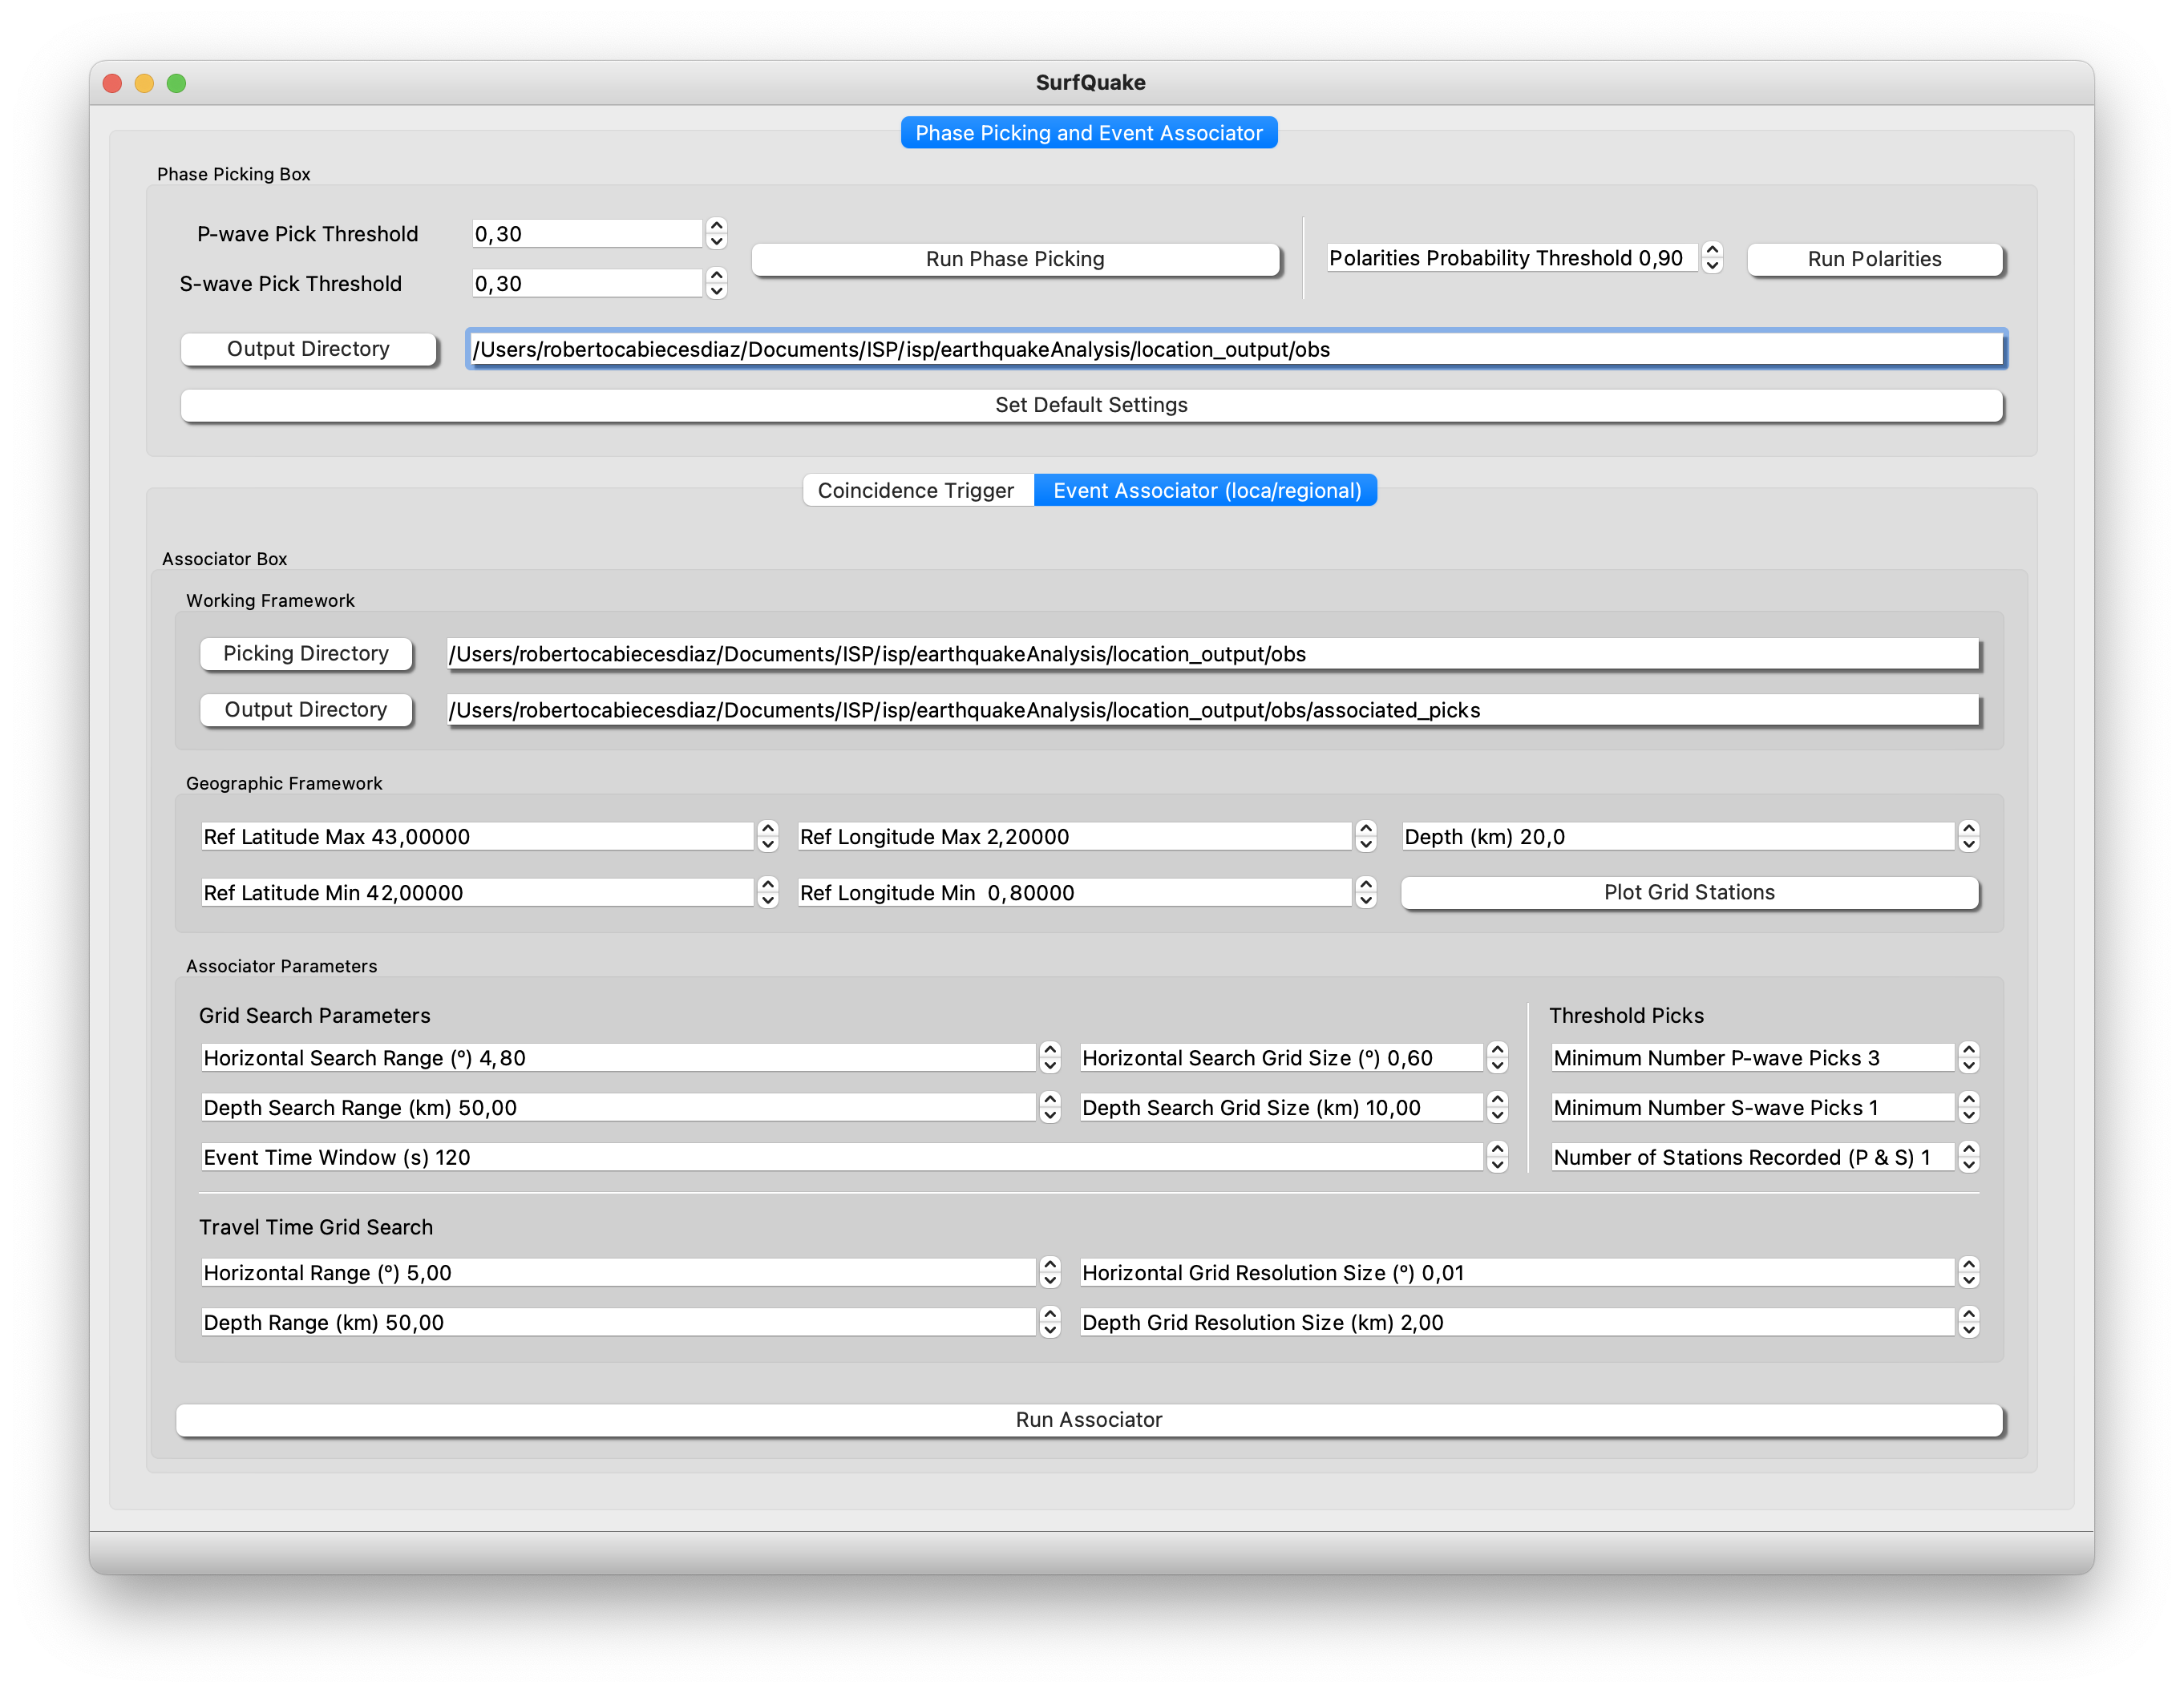 SurfQuake
Phase Picking and Event Associator
Phase Picking Box
P-wave Pick Threshold 0,30
S-wave Pick Threshold 0,30
Run Phase Picking
Polarities Probability Threshold 0,90
Run Polarities
Output Directory /Users/robertocabiecesdiaz/Documents/ISP/isp/earthquakeAnalysis/location_output/obs
Set Default Settings
Coincidence Trigger Event Associator (loca/regional)
Associator Box
Working Framework
Picking Directory /Users/robertocabiecesdiaz/Documents/ISP/isp/earthquakeAnalysis/location_output/obs
Output Directory /Users/robertocabiecesdiaz/Documents/ISP/isp/earthquakeAnalysis/location_output/obs/associated_picks
Geographic Framework
Ref Latitude Max 43,00000 Ref Longitude Max 2,20000 Depth (km) 20,0
Ref Latitude Min 42,00000 Ref Longitude Min 0,80000 Plot Grid Stations
Associator Parameters
Grid Search Parameters Threshold Picks
Horizontal Search Range (º) 4,80 Horizontal Search Grid Size (º) 0,60 Minimum Number P-wave Picks 3
Depth Search Range (km) 50,00 Depth Search Grid Size (km) 10,00 Minimum Number S-wave Picks 1
Event Time Window (s) 120 Number of Stations Recorded (P & S) 1
Travel Time Grid Search
Horizontal Range (º) 5,00 Horizontal Grid Resolution Size (º) 0,01
Depth Range (km) 50,00 Depth Grid Resolution Size (km) 2,00
Run Associator